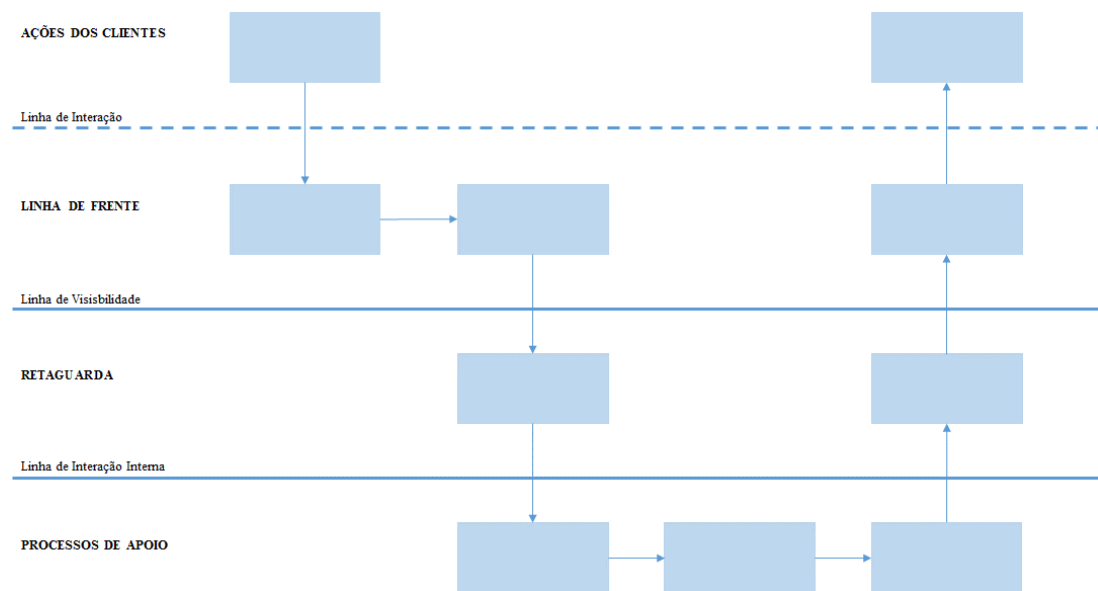 AÇÕES DOS CLIENTES
Linha de Interação
LINHA DE FRENTE
Linha de Visisbilidade
RETAGUARDA
Linha de Interação Interna
PROCESSOS DE APOIO